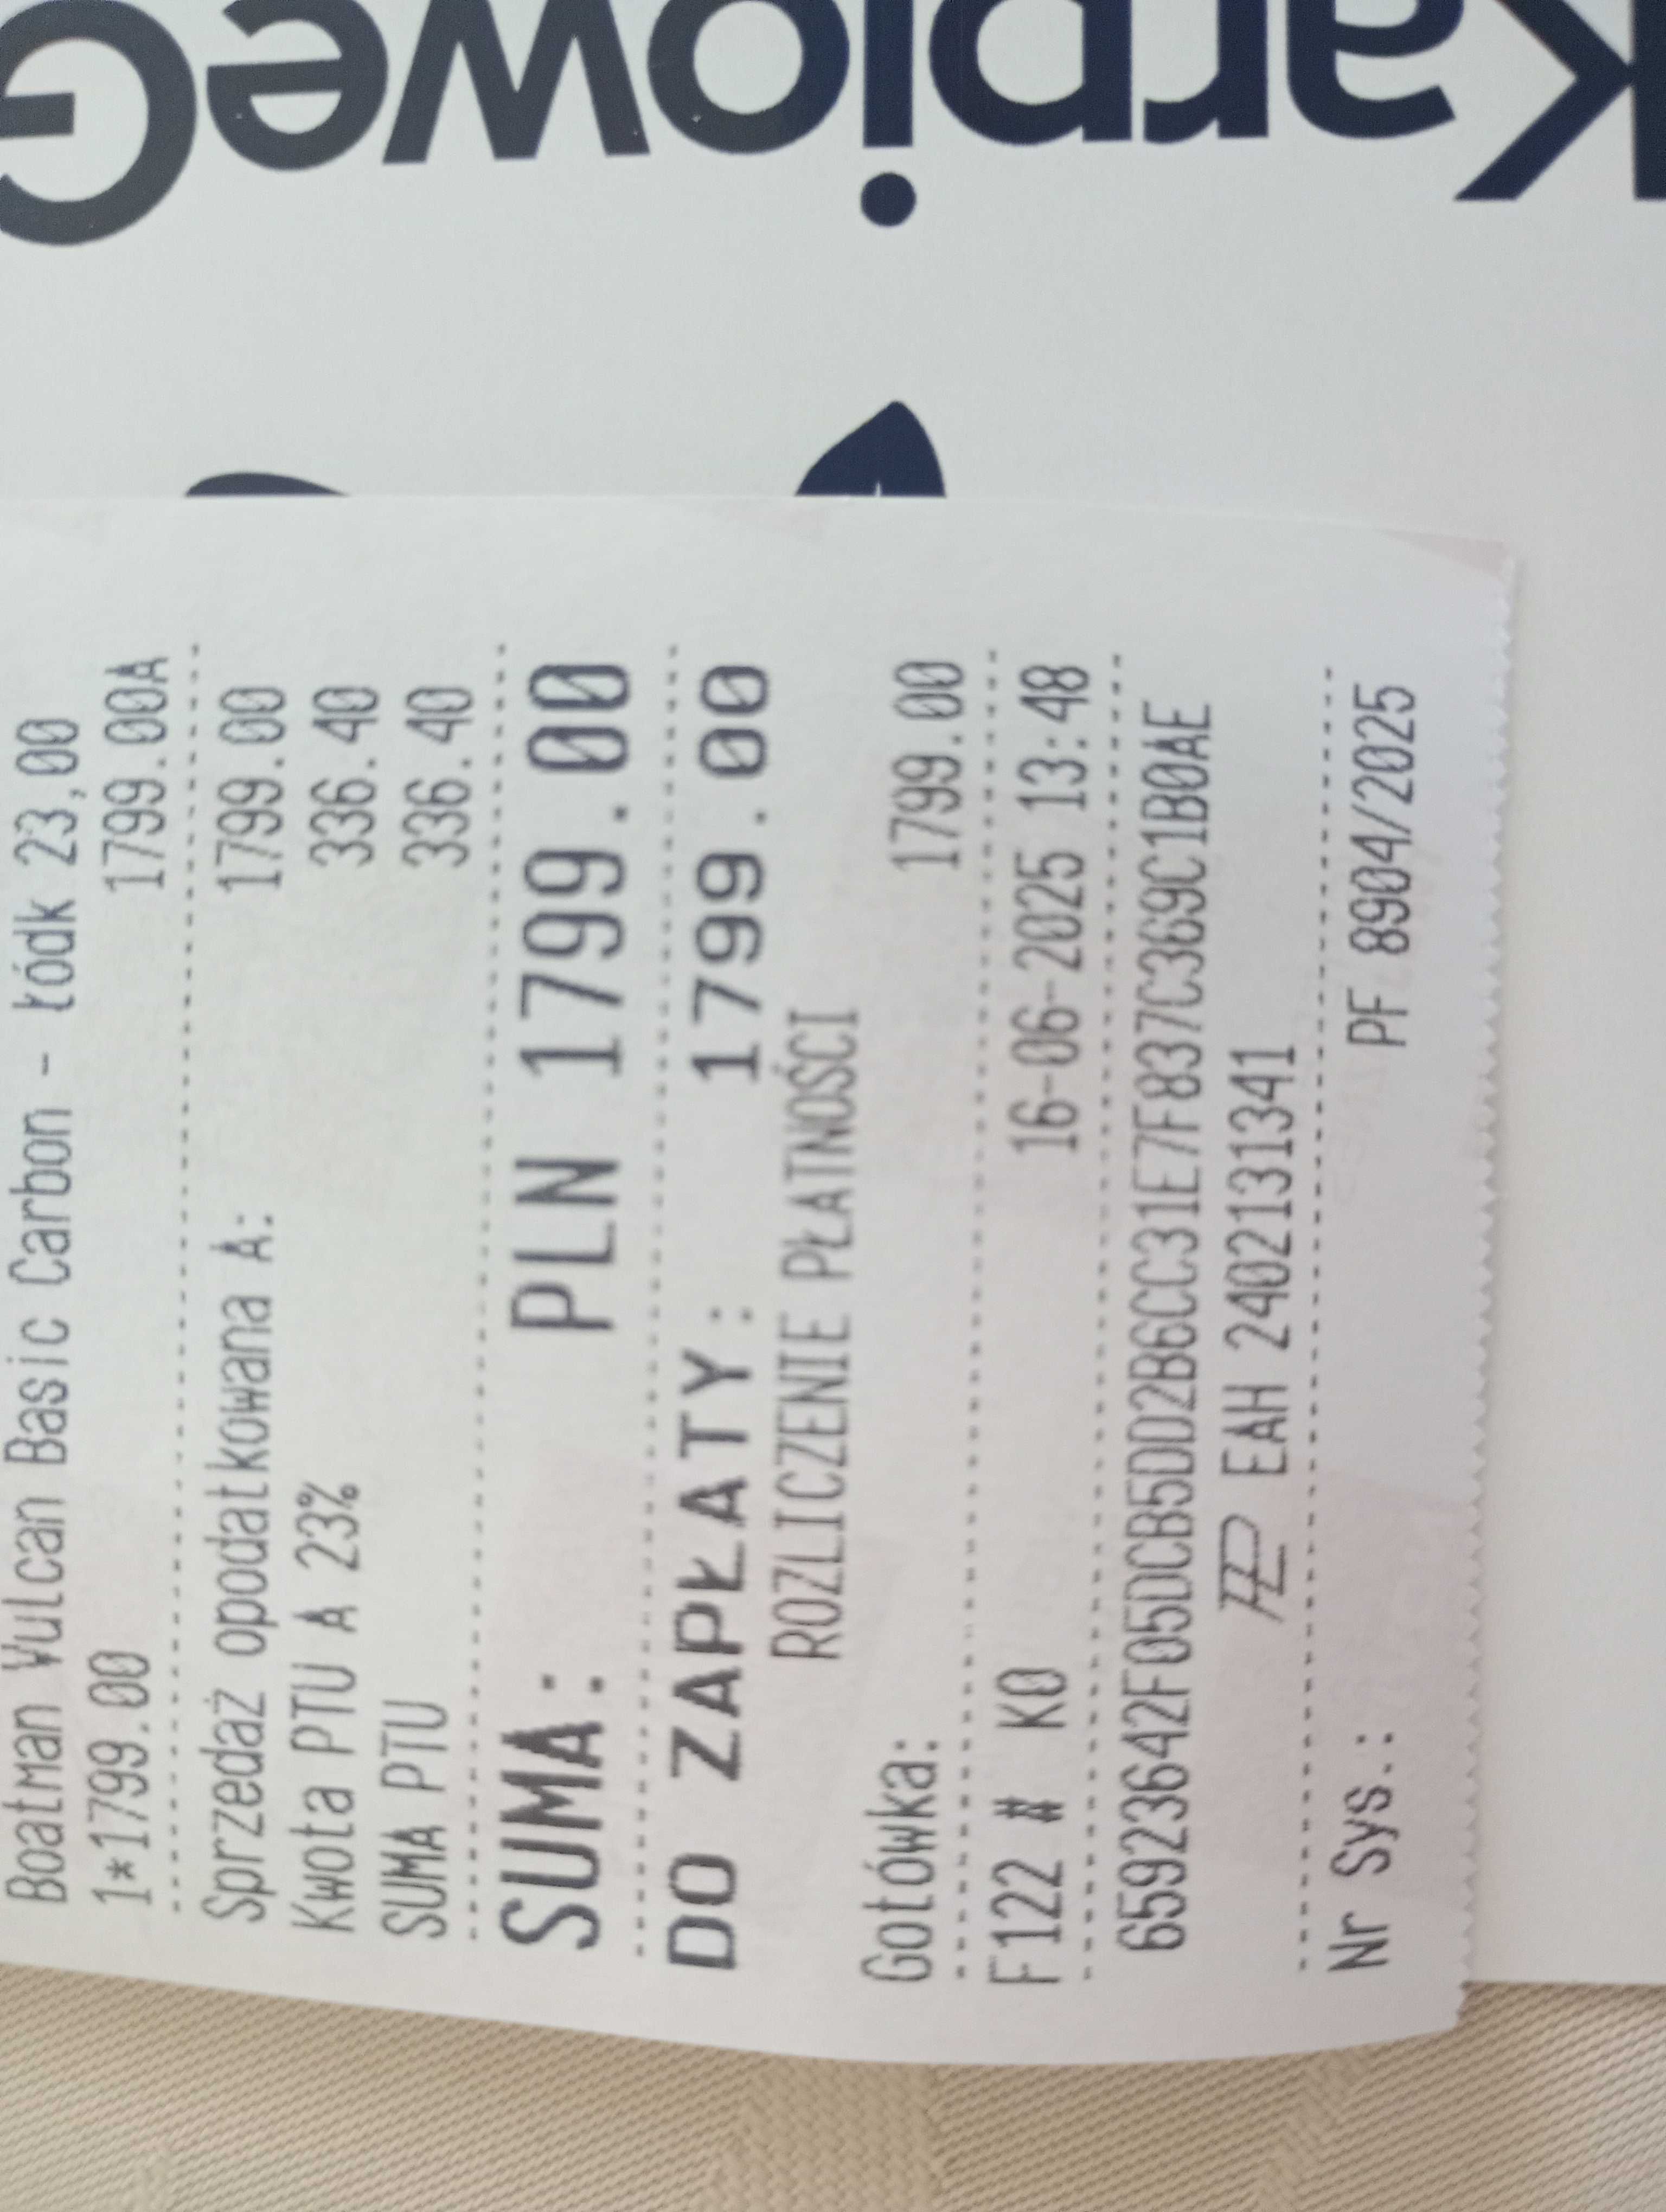 KarpioweG
Boatman Vulcan Basic Carbon - Łódk 23,00
1*1799.00 1799.00A
Sprzedaż opodatkowana A: 1799.00
Kwota PTU A 23% 336.40
SUMA PTU 336.40
SUMA: PLN 1799.00
DO ZAPŁATY: 1799.00
ROZLICZENIE PŁATNOŚCI
Gotówka: 1799.00
F122 # K0 16-06-2025 13:48
65923642F05DCB5DD2B6CC31E7F837C369C1B0AE
EAH 2402131341
Nr Sys.: PF 8904/2025